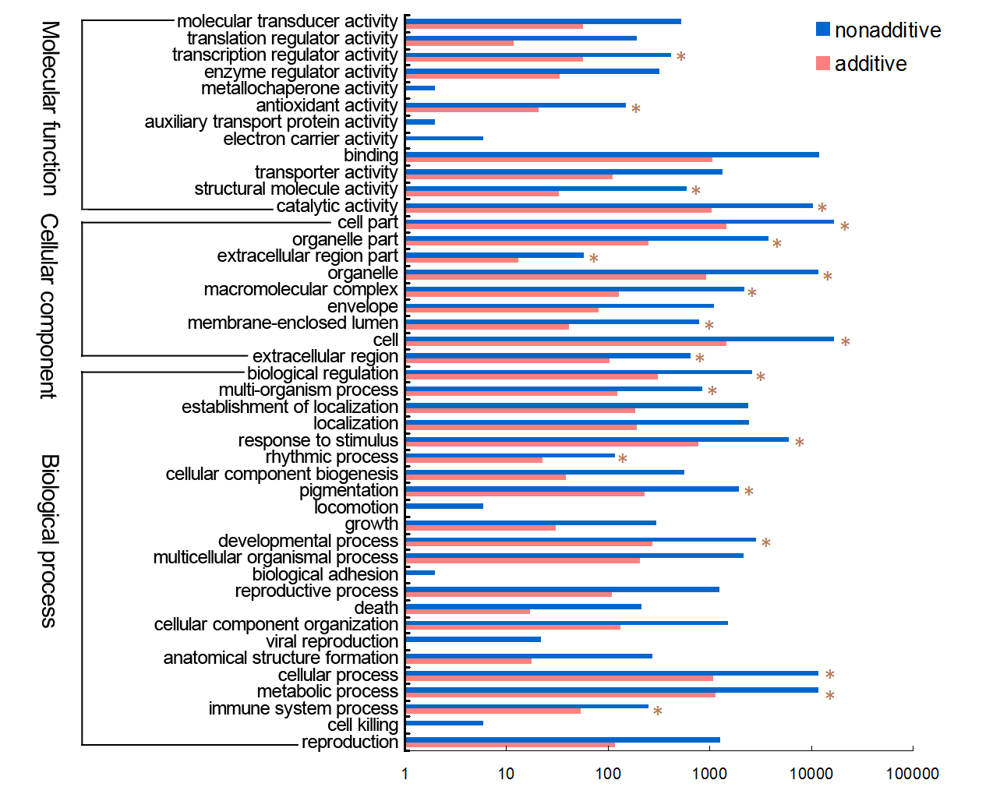 molecular transducer activity
translation regulator activity
transcription regulator activity *
enzyme regulator activity
metallochaperone activity
antioxidant activity *
auxiliary transport protein activity
electron carrier activity
binding
transporter activity
structural molecule activity *
catalytic activity *
cell part *
organelle part *
extracellular region part *
organelle *
macromolecular complex *
envelope
membrane-enclosed lumen *
cell *
extracellular region *
biological regulation *
multi-organism process *
establishment of localization
localization
response to stimulus *
rhythmic process *
cellular component biogenesis
pigmentation *
locomotion
growth
developmental process *
multicellular organismal process
biological adhesion
reproductive process
death
cellular component organization
viral reproduction
anatomical structure formation
cellular process *
metabolic process *
immune system process *
cell killing
reproduction
Molecular function
Cellular component
Biological process
nonadditive
additive
1 10 100 1000 10000 100000